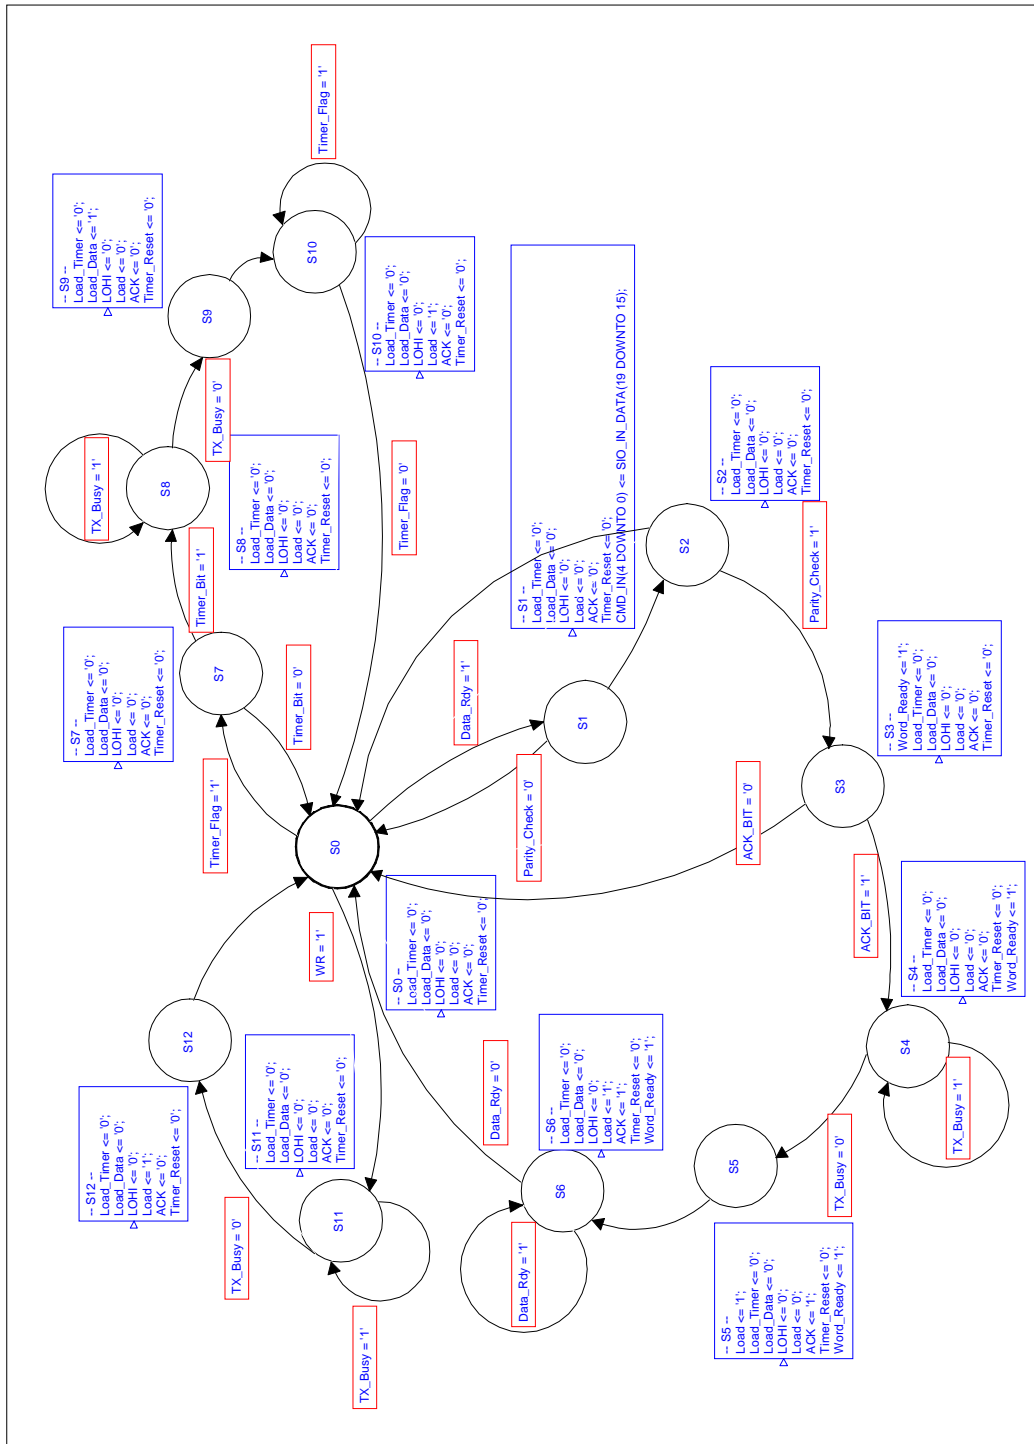 -- S9 --
Load_Timer <= '0';
Load_Data <= '1';
LOHI <= '0';
Load <= '0';
ACK <= '0';
Timer_Reset <= '0';
Timer_Flag = '1'
S10
S9
-- S10 --
Load_Timer <= '0';
Load_Data <= '0';
LOHI <= '0';
Load <= '1';
ACK <= '0';
Timer_Reset <= '0';
TX_Busy = '0'
TX_Busy = '1'
S8
-- S8 --
Load_Timer <= '0';
Load_Data <= '0';
LOHI <= '0';
Load <= '0';
ACK <= '0';
Timer_Reset <= '0';
Timer_Flag = '0'
-- S1 --
Load_Timer <= '0';
Load_Data <= '0';
LOHI <= '0';
Load <= '0';
ACK <= '0';
Timer_Reset <= '0';
CMD_IN(4 DOWNTO 0) <= SIO_IN_DATA(19 DOWNTO 15);
-- S2 --
Load_Timer <= '0';
Load_Data <= '0';
LOHI <= '0';
Load <= '0';
ACK <= '0';
Timer_Reset <= '0';
S2
Timer_Bit = '1'
Parity_Check = '1'
-- S7 --
Load_Timer <= '0';
Load_Data <= '0';
LOHI <= '0';
Load <= '0';
ACK <= '0';
Timer_Reset <= '0';
S7
Timer_Bit = '0'
Data_Rdy = '1'
S1
-- S3 --
Word_Ready <= '1';
Load_Timer <= '0';
Load_Data <= '0';
LOHI <= '0';
Load <= '0';
ACK <= '0';
Timer_Reset <= '0';
S3
Timer_Flag = '1'
S0
Parity_Check = '0'
ACK_BIT = '0'
ACK_BIT = '1'
WR = '1'
-- S0 --
Load_Timer <= '0';
Load_Data <= '0';
LOHI <= '0';
Load <= '0';
ACK <= '0';
Timer_Reset <= '0';
-- S4 --
Load_Timer <= '0';
Load_Data <= '0';
LOHI <= '0';
Load <= '0';
ACK <= '0';
Timer_Reset <= '0';
Word_Ready <= '1';
S12
S4
-- S12 --
Load_Timer <= '0';
Load_Data <= '0';
LOHI <= '0';
Load <= '1';
ACK <= '0';
Timer_Reset <= '0';
-- S11 --
Load_Timer <= '0';
Load_Data <= '0';
LOHI <= '0';
Load <= '0';
ACK <= '0';
Timer_Reset <= '0';
Data_Rdy = '0'
-- S6 --
Load_Timer <= '0';
Load_Data <= '0';
LOHI <= '0';
Load <= '1';
ACK <= '1';
Timer_Reset <= '0';
Word_Ready <= '1';
TX_Busy = '1'
S5
S6
TX_Busy = '0'
S11
TX_Busy = '0'
Data_Rdy = '1'
-- S5 --
Load <= '1';
Load_Timer <= '0';
Load_Data <= '0';
LOHI <= '0';
Load <= '0';
ACK <= '1';
Timer_Reset <= '0';
Word_Ready <= '1';
TX_Busy = '1'